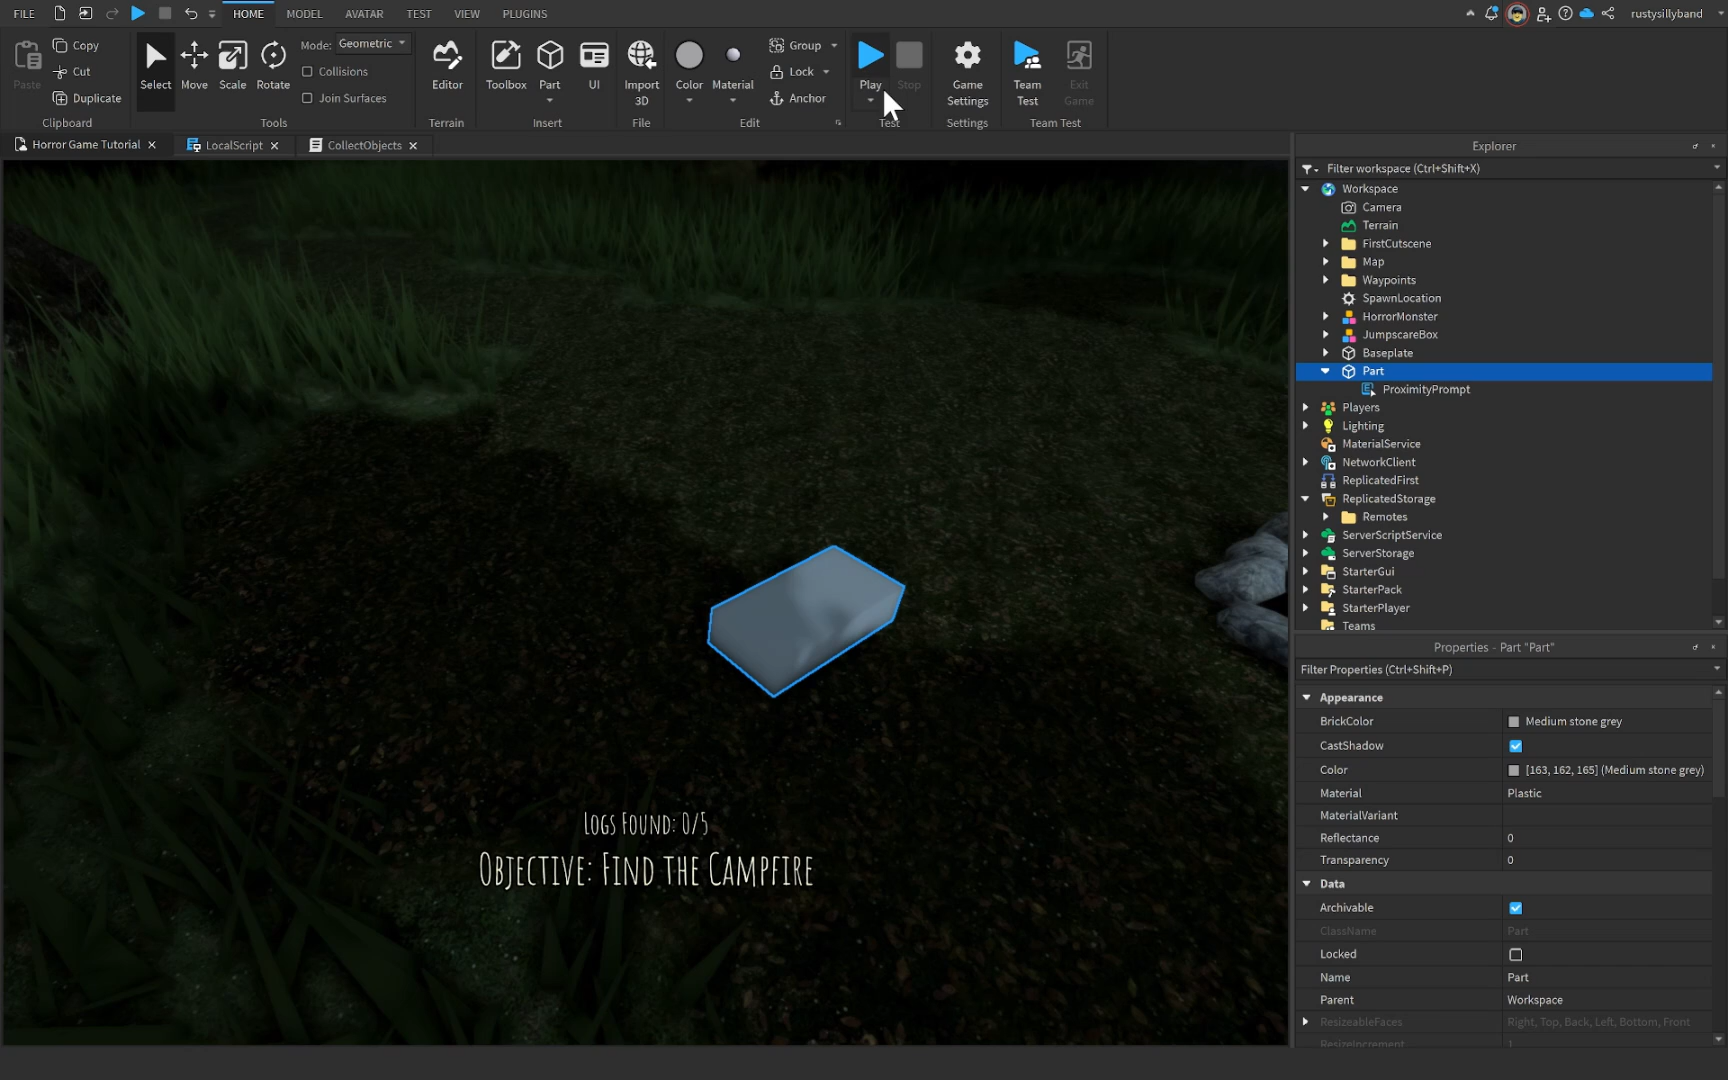 FILE HOME MODEL AVATAR TEST VIEW PLUGINS rustysillyband
Paste Copy Cut Duplicate Clipboard
Select Move Scale Rotate Mode: Geometric Collisions Join Surfaces Tools
Editor Terrain
Toolbox Part UI Insert
Import 3D File
Color Material Group Lock Anchor Edit
Play Stop Test
Game Settings Settings
Team Test Exit Game Team Test
Horror Game Tutorial LocalScript CollectObjects
Logs Found: 0/5
Objective: Find the Campfire
Explorer
Filter workspace (Ctrl+Shift+X)
Workspace
Camera
Terrain
FirstCutscene
Map
Waypoints
SpawnLocation
HorrorMonster
JumpscareBox
Baseplate
Part
ProximityPrompt
Players
Lighting
MaterialService
NetworkClient
ReplicatedFirst
ReplicatedStorage
Remotes
ServerScriptService
ServerStorage
StarterGui
StarterPack
StarterPlayer
Teams
Properties - Part "Part"
Filter Properties (Ctrl+Shift+P)
Appearance
BrickColor Medium stone grey
CastShadow
Color [163, 162, 165] (Medium stone grey)
Material Plastic
MaterialVariant
Reflectance 0
Transparency 0
Data
Archivable
ClassName Part
Locked
Name Part
Parent Workspace
ResizeableFaces Right, Top, Back, Left, Bottom, Front
ResizeIncrement 1